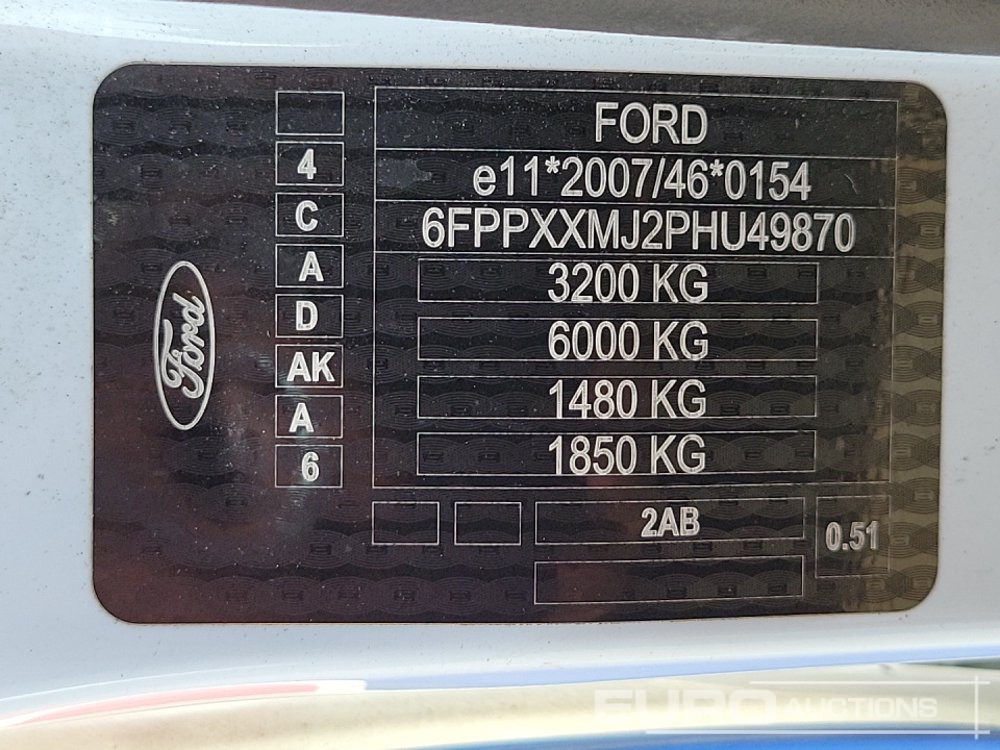 FORD
e11*2007/46*0154
6FPPXXMJ2PHU49870
3200 KG
6000 KG
1480 KG
1850 KG
4
C
A
D
AK
A
6
Ford
2AB
0.51
EURO AUCTIONS